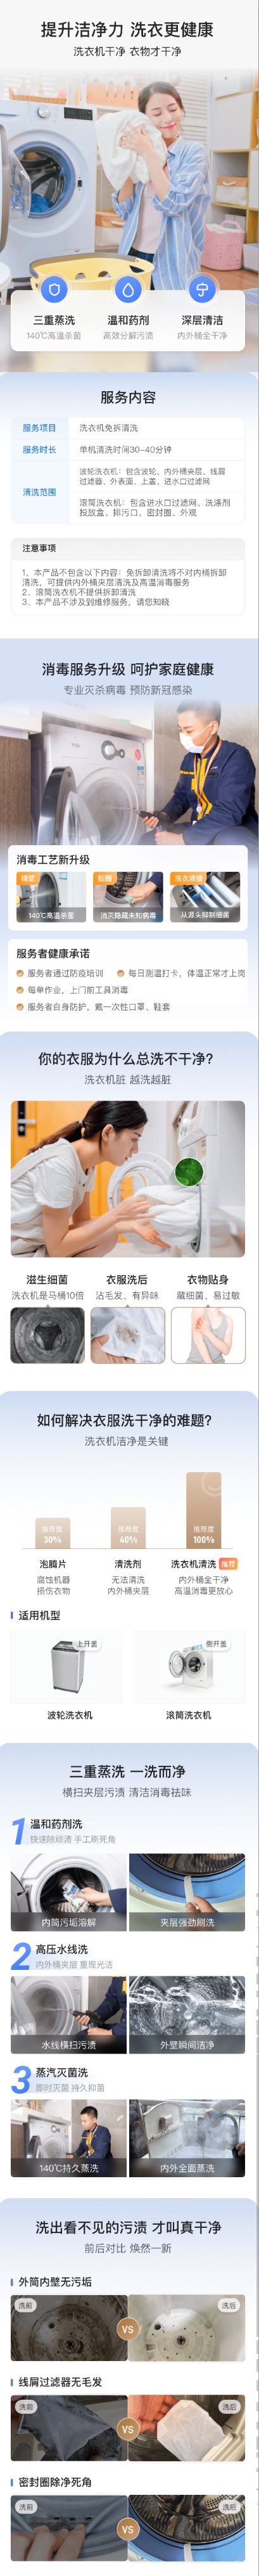 提升洁净力 洗衣更健康
洗衣机干净 衣物才干净
三重蒸洗
140℃高温杀菌
温和药剂
高效分解污渍
深层清洁
内外桶全干净
服务内容
服务项目 洗衣机免拆清洗
服务时长 单机清洗时间30-40分钟
清洗范围
波轮洗衣机：包含波轮、内外桶夹层、线屑
过滤器、外表面、上盖、进水口过滤网
滚筒洗衣机：包含进水口过滤网、洗涤剂
投放盒、排污口、密封圈、外观
注意事项
1、本产品不包含以下内容：免拆卸清洗将不对内桶拆卸
清洗，可提供内外桶夹层清洗及高温消毒服务
2、滚筒洗衣机不提供拆卸清洗
3、本产品不涉及到维修服务，请您知晓
消毒服务升级 呵护家庭健康
专业灭杀病毒 预防新冠感染
消毒工艺新升级
桶壁
140℃高温杀菌
胶圈
消灭隐藏未知病毒
洗衣液槽
从源头抑制细菌
服务者健康承诺
服务者通过防疫培训
每日测温打卡，体温正常才上岗
每单作业，上门前工具消毒
服务者自身防护，戴一次性口罩、鞋套
你的衣服为什么总洗不干净?
洗衣机脏 越洗越脏
滋生细菌
洗衣机是马桶10倍
衣服洗后
沾毛发、有异味
衣物贴身
藏细菌、易过敏
如何解决衣服洗干净的难题?
洗衣机洁净是关键
推荐度
30%
推荐度
40%
推荐度
100%
泡腾片
腐蚀机器
损伤衣物
清洗剂
无法清洗
内外桶夹层
洗衣机清洗 推荐
内外桶全干净
高温消毒更放心
适用机型
上开盖
波轮洗衣机
侧开盖
滚筒洗衣机
三重蒸洗 一洗而净
横扫夹层污渍 清洁消毒祛味
1
温和药剂洗
快速除顽渍 手工刷死角
内筒污垢溶解
夹层强劲刷洗
2
高压水线洗
内外桶夹层 重现光洁
水线横扫污渍
外壁瞬间洁净
3
蒸汽灭菌洗
即时灭菌 持久抑菌
140℃持久蒸洗
内外全面蒸洗
洗出看不见的污渍 才叫真干净
前后对比 焕然一新
外筒内壁无污垢
洗前
VS
洗后
线屑过滤器无毛发
洗前
VS
洗后
密封圈除净死角
洗前
VS
洗后